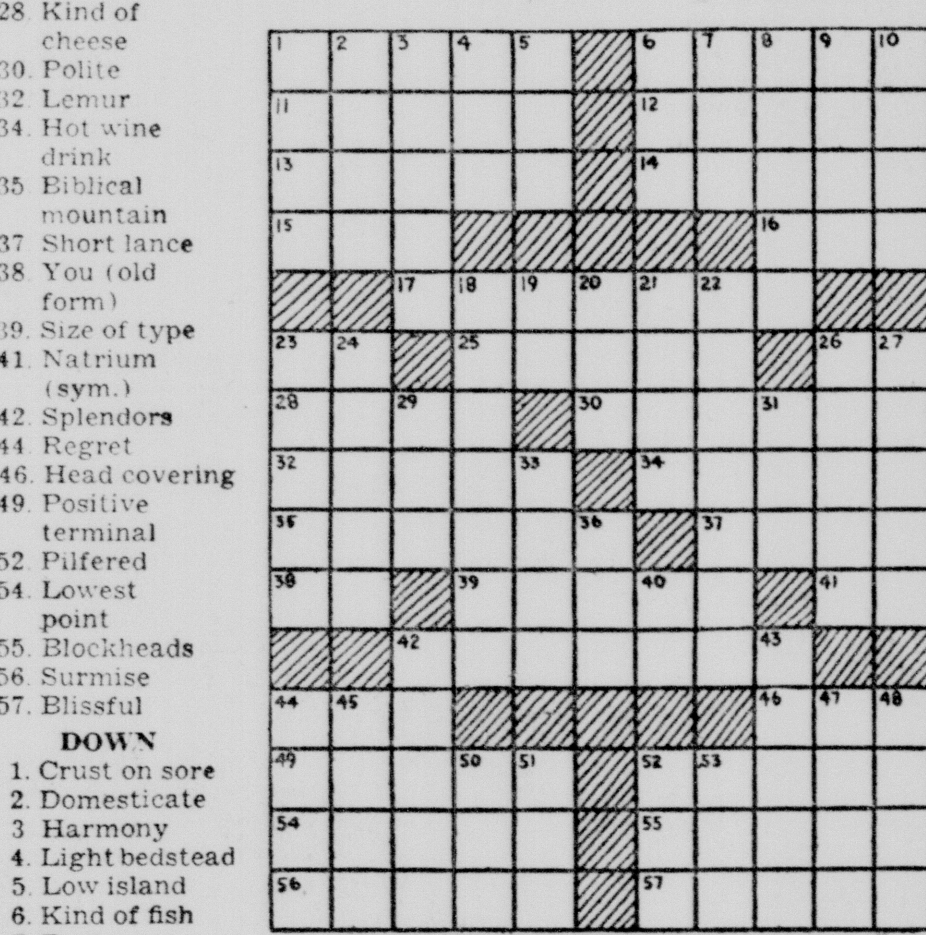 28. Kind of
cheese
30. Polite
32. Lemur
34. Hot wine
drink
35. Biblical
mountain
37. Short lance
38. You (old
form)
39. Size of type
41. Natrium
(sym.)
42. Splendors
44. Regret
46. Head covering
49. Positive
terminal
52. Pilfered
54. Lowest
point
55. Blockheads
56. Surmise
57. Blissful
DOWN
1. Crust on sore
2. Domesticate
3 Harmony
4. Light bedstead
5. Low island
6. Kind of fish
1 2 3 4 5 6 7 8 9 10
11 12
13 14
15 16
17 18 19 20 21 22
23 24 25 26 27
28 29 30 31
32 33 34
35 36 37
38 39 40 41
42 43
44 45 46 47 48
49 50 51 52 53
54 55
56 57